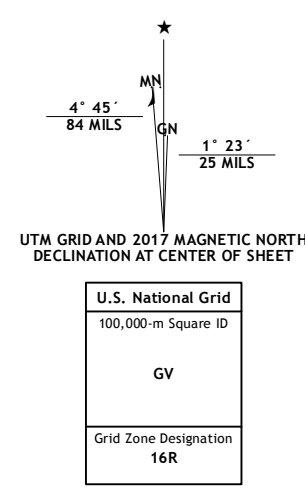 MN
4° 45´
84 MILS
GN
1° 23´
25 MILS
UTM GRID AND 2017 MAGNETIC NORTH
DECLINATION AT CENTER OF SHEET
U.S. National Grid
100,000-m Square ID
GV
Grid Zone Designation
16R